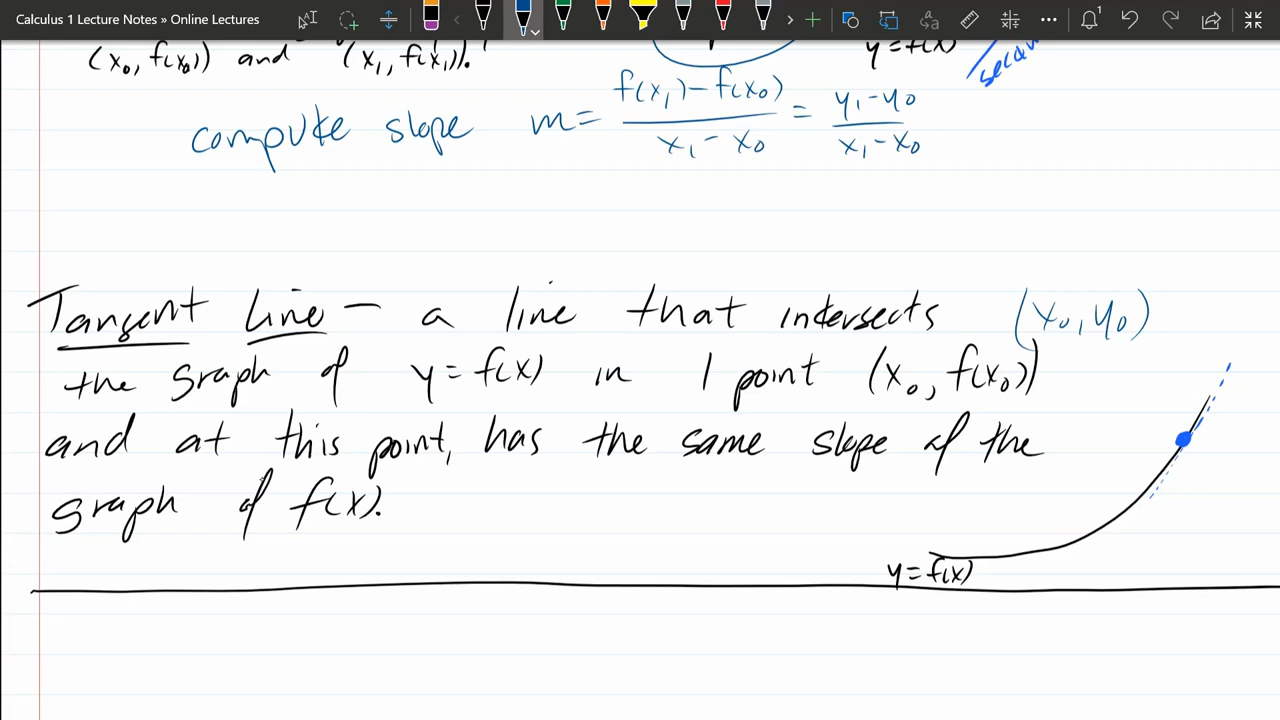 Calculus 1 Lecture Notes » Online Lectures
(x₀, f(x₀)) and (x₁, f(x₁)).
y = f(x)
compute slope m = f(x₁) - f(x₀) / x₁ - x₀ = y₁ - y₀ / x₁ - x₀
Tangent Line - a line that intersects (x₀, y₀)
the graph of y = f(x) in 1 point (x₀, f(x₀))
and at this point, has the same slope of the
graph of f(x).
y = f(x)